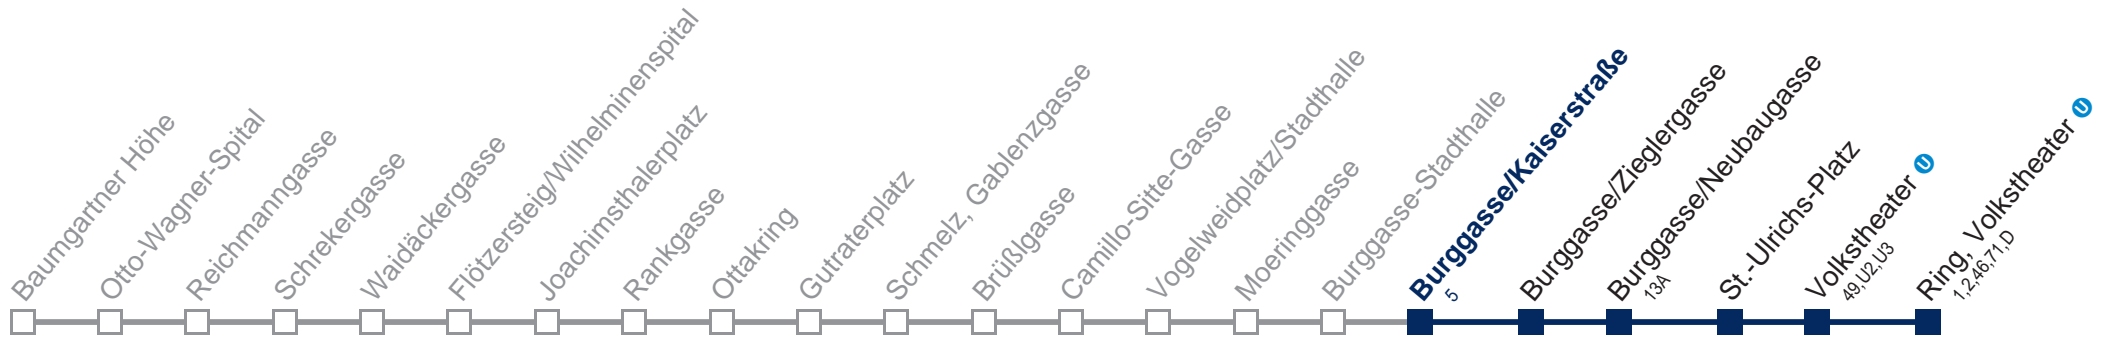 Baumgartner Höhe
Otto-Wagner-Spital
Reichmanngasse
Schrekergasse
Waidäckergasse
Flötzersteig/Wilhelminenspital
Joachimsthalerplatz
Rankgasse
Ottakring
Gutraterplatz
Schmelz, Gablenzgasse
Brüßlgasse
Camillo-Sitte-Gasse
Vogelweidplatz/Stadthalle
Moeringgasse
Burggasse-Stadthalle
Burggasse/Kaiserstraße
5
Burggasse/Zieglergasse
Burggasse/Neubaugasse
13A
St.-Ulrichs-Platz
Volkstheater U
49,U2,U3
Ring, Volkstheater U
1,2,46,71,D